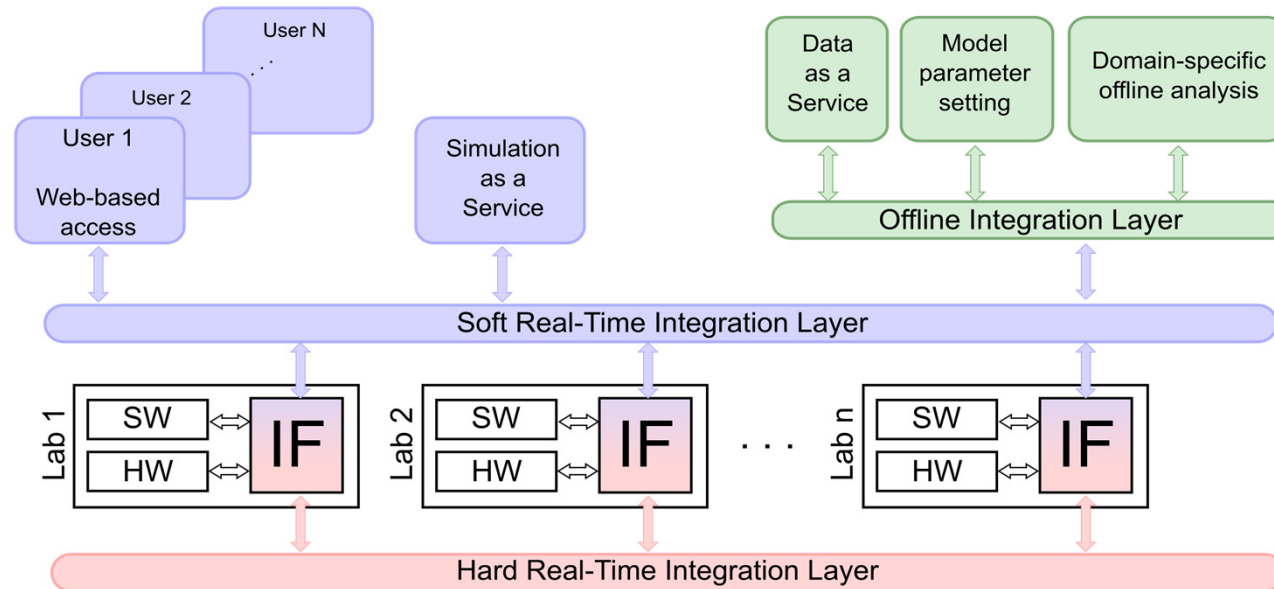 User N
. . .
User 2
User 1
Web-based
access
Simulation
as a
Service
Data
as a
Service
Model
parameter
setting
Domain-specific
offline analysis
Offline Integration Layer
Soft Real-Time Integration Layer
Lab 1
SW
HW
IF
Lab 2
SW
HW
IF
. . .
Lab n
SW
HW
IF
Hard Real-Time Integration Layer